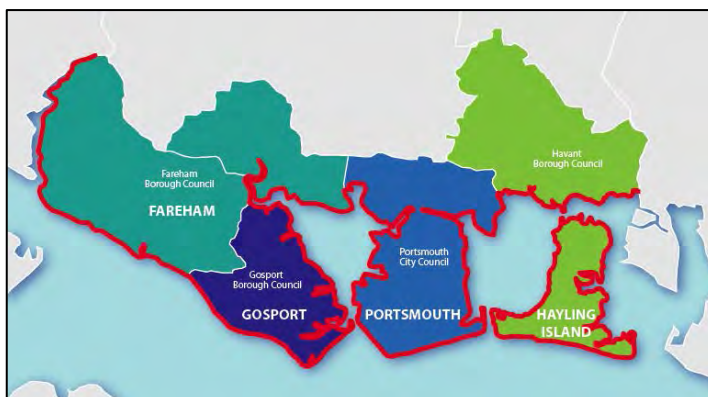 Fareham
Borough Council
FAREHAM
Gosport
Borough Council
GOSPORT
Portsmouth
City Council
PORTSMOUTH
Havant
Borough Council
HAYLING
ISLAND